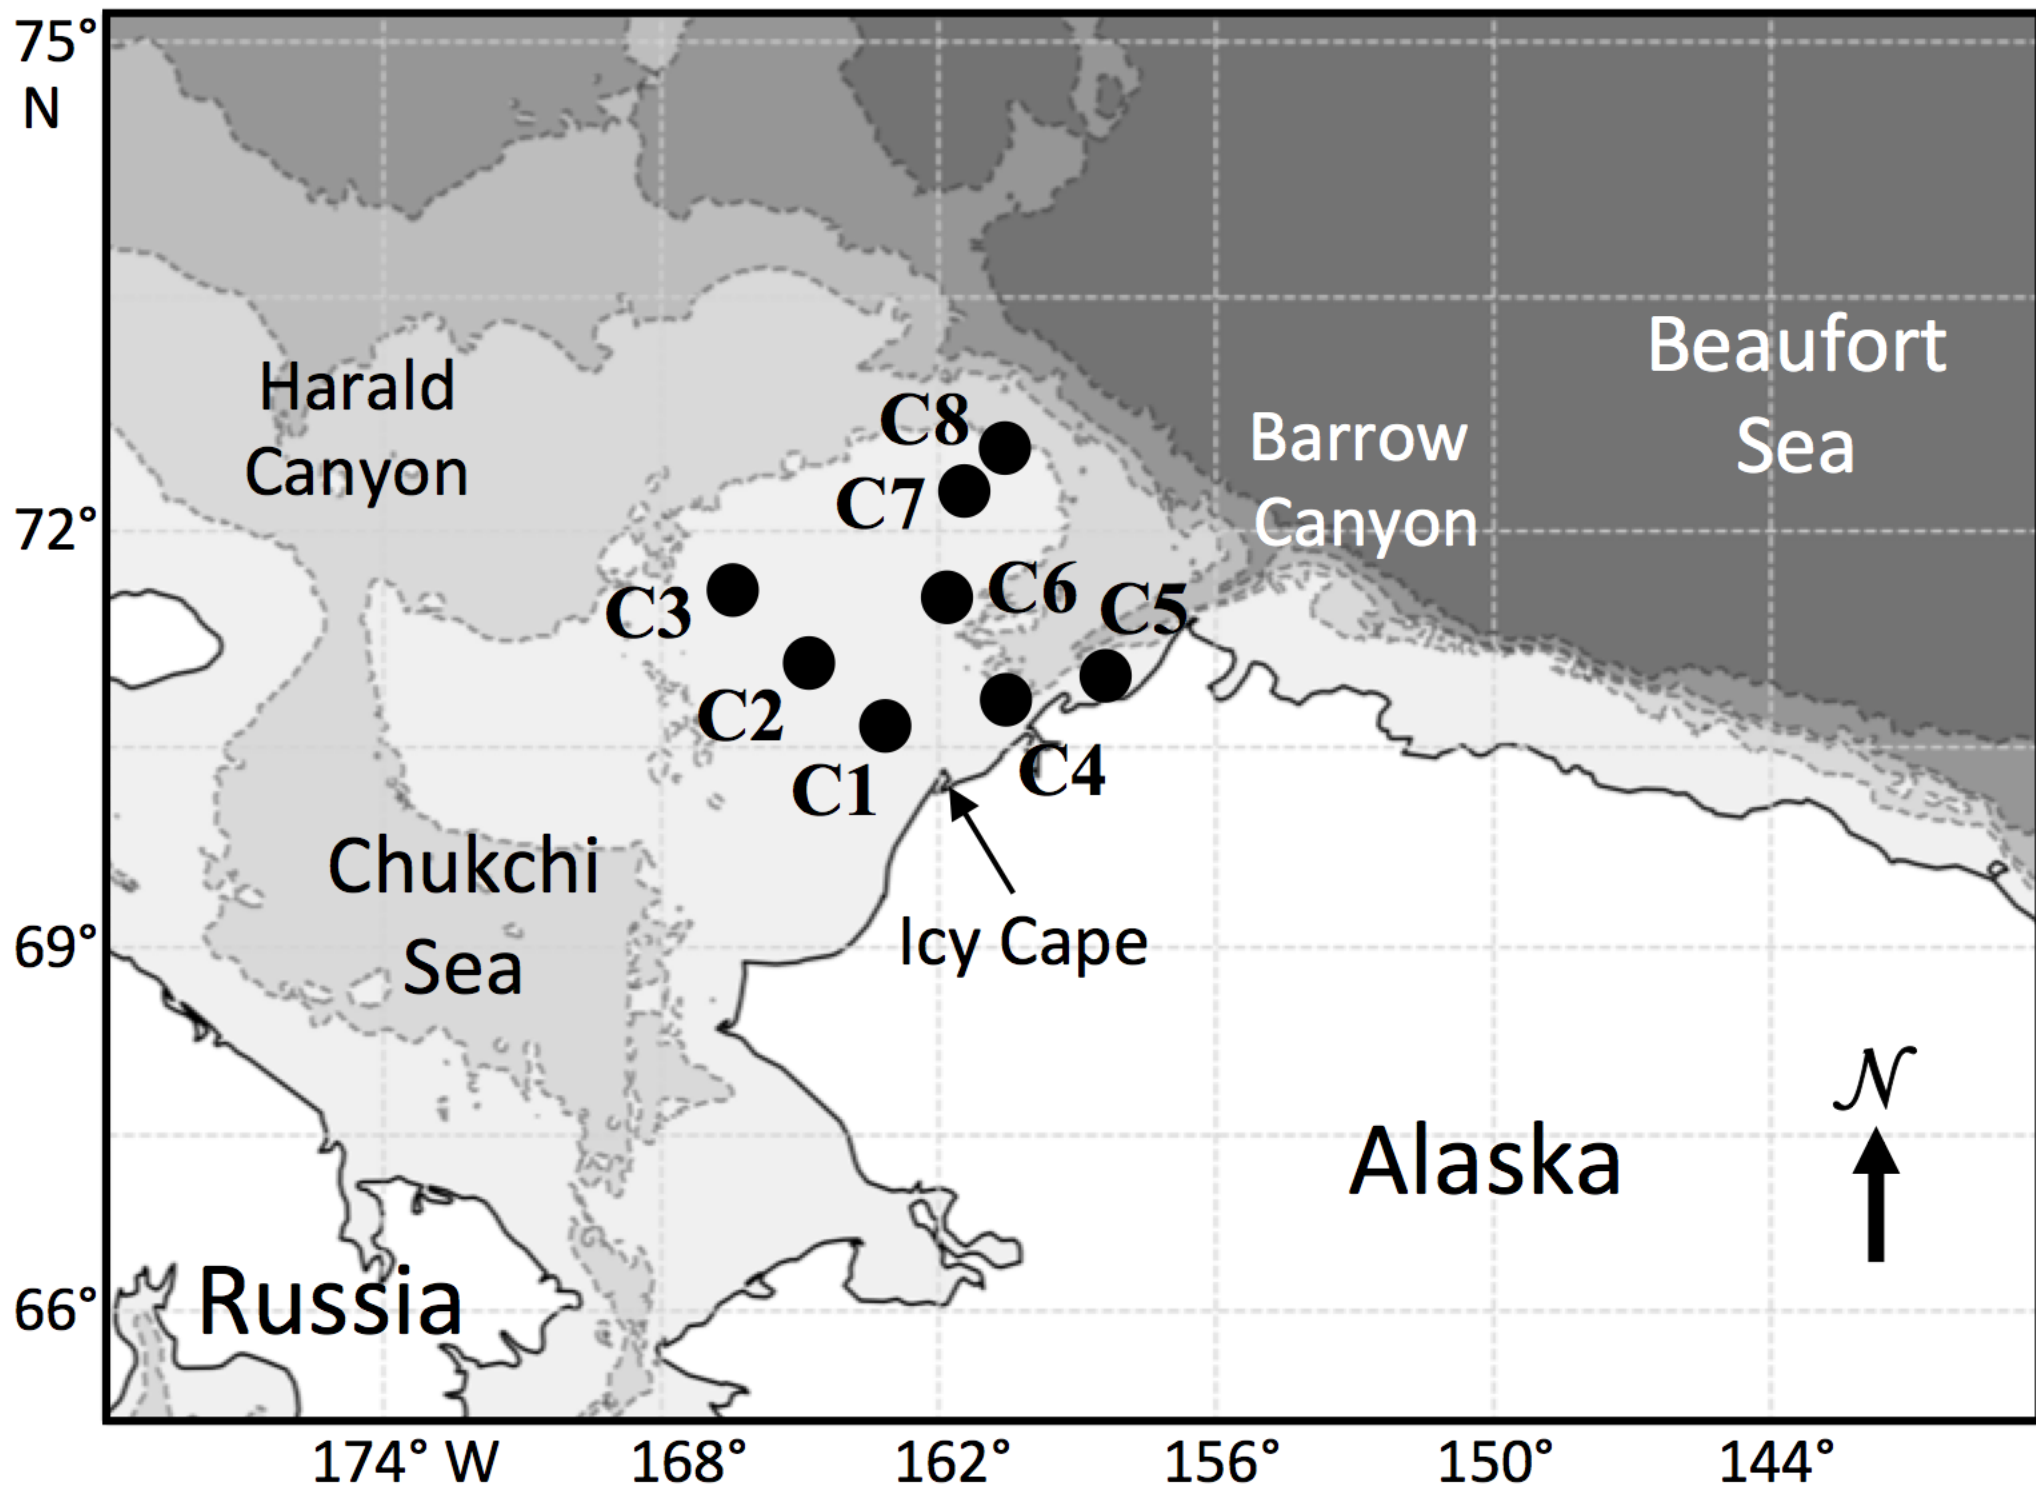 75°
N
Harald
Canyon
Beaufort
Sea
Barrow
Canyon
C8
C7
72°
C3
C6
C5
C2
C1
C4
Chukchi
Sea
Icy Cape
69°
N
Alaska
Russia
66°
174° W
168°
162°
156°
150°
144°